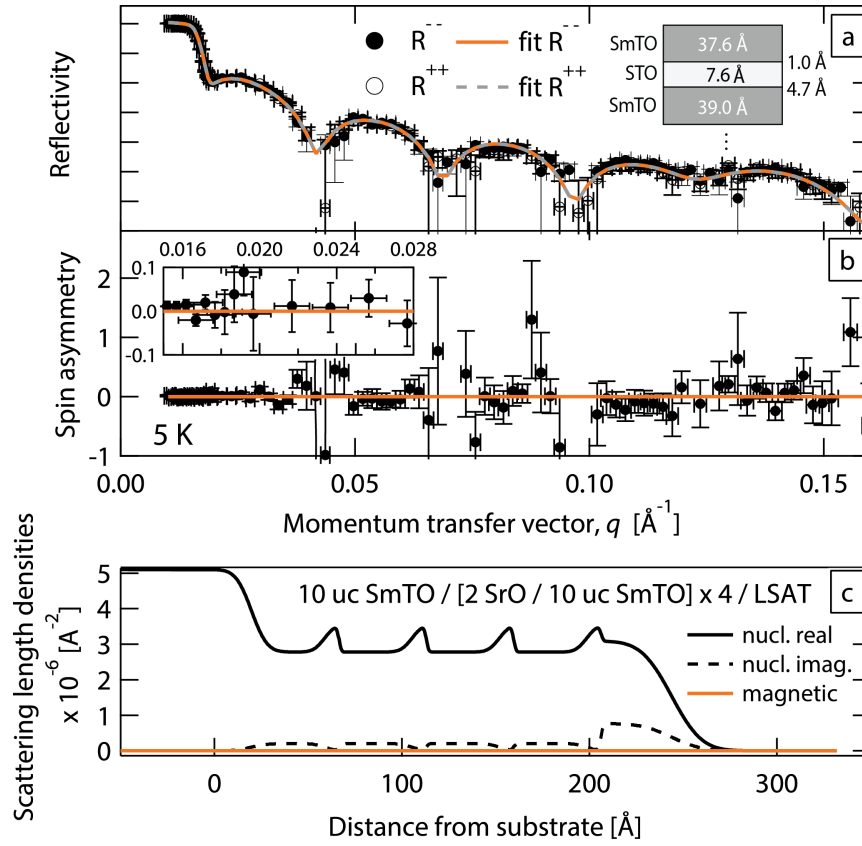 a
R⁻⁻ fit R⁻⁻
R⁺⁺ fit R⁺⁺
SmTO 37.6 Å
1.0 Å
STO 7.6 Å
4.7 Å
SmTO 39.0 Å
Reflectivity
b
0.016 0.020 0.024 0.028
0.1
0.0
-0.1
2
1
0
-1
5 K
Spin asymmetry
0.00 0.05 0.10 0.15
Momentum transfer vector, q [Å⁻¹]
c
10 uc SmTO / [2 SrO / 10 uc SmTO] x 4 / LSAT
nucl. real
nucl. imag.
magnetic
5
4
3
2
1
0
Scattering length densities
x 10⁻⁶ [A⁻²]
0 100 200 300
Distance from substrate [Å]